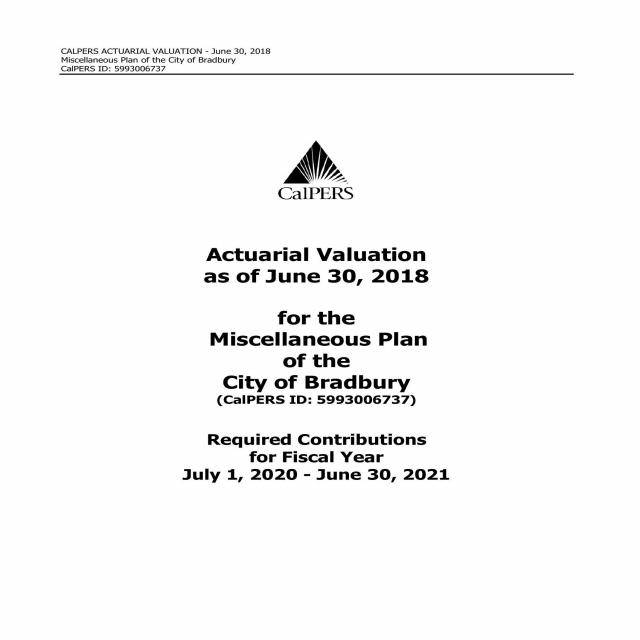 CALPERS ACTUARIAL VALUATION - June 30, 2018
Miscellaneous Plan of the City of Bradbury
CalPERS ID: 5993006737
CalPERS
Actuarial Valuation
as of June 30, 2018
for the
Miscellaneous Plan
of the
City of Bradbury
(CalPERS ID: 5993006737)
Required Contributions
for Fiscal Year
July 1, 2020 - June 30, 2021